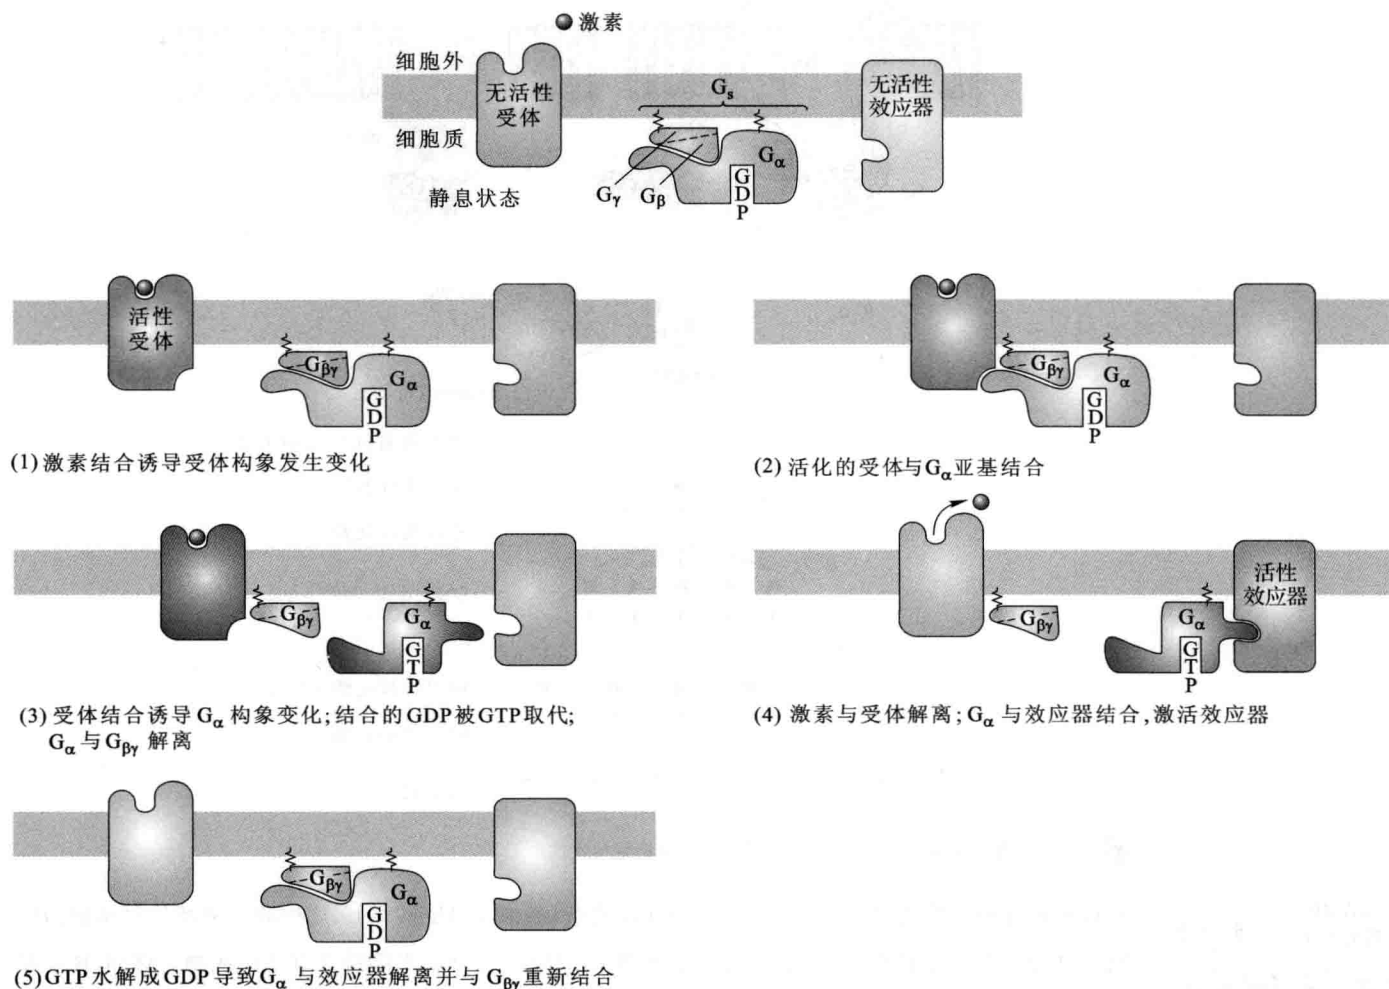 激素
细胞外
无活性
受体
Gs
无活性
效应器
细胞质
Gα
GDP
Gγ
Gβ
静息状态
活性
受体
Gβγ
Gα
GDP
Gβγ
Gα
GDP
(1)激素结合诱导受体构象发生变化
(2) 活化的受体与Gα亚基结合
Gβγ
Gα
GTP
活性
效应器
Gβγ
Gα
GTP
(3) 受体结合诱导Gα构象变化;结合的GDP被GTP取代;
Gα与Gβγ 解离
(4) 激素与受体解离;Gα与效应器结合,激活效应器
Gβγ
Gα
GDP
(5)GTP水解成GDP导致Gα与效应器解离并与Gβγ重新结合